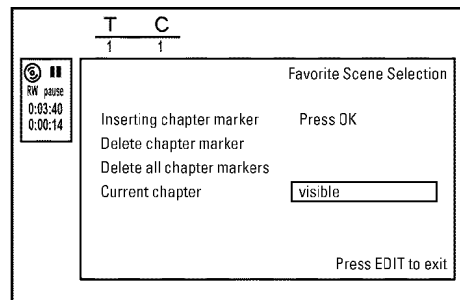 T C
1 1
RW pause
0:03:40
0:00:14
Favorite Scene Selection
Inserting chapter marker Press OK
Delete chapter marker
Delete all chapter markers
Current chapter visible
Press EDIT to exit